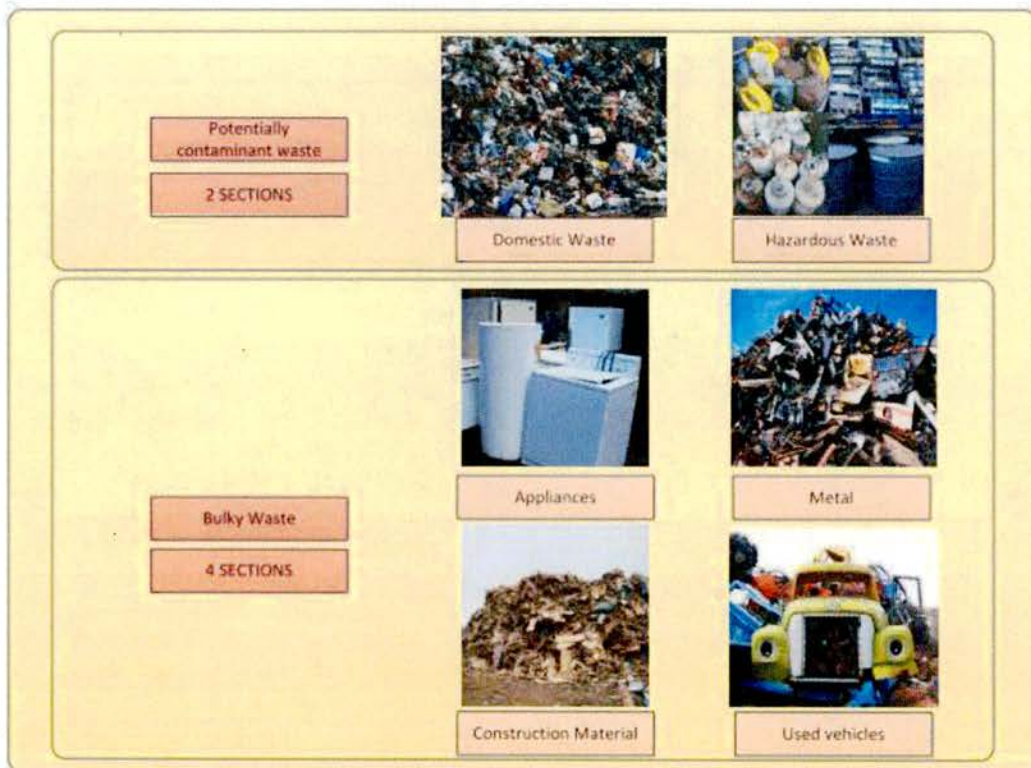 Potentially
contaminant waste
2 SECTIONS
Domestic Waste
Hazardous Waste
Appliances
Metal
Bulky Waste
4 SECTIONS
Construction Material
Used vehicles